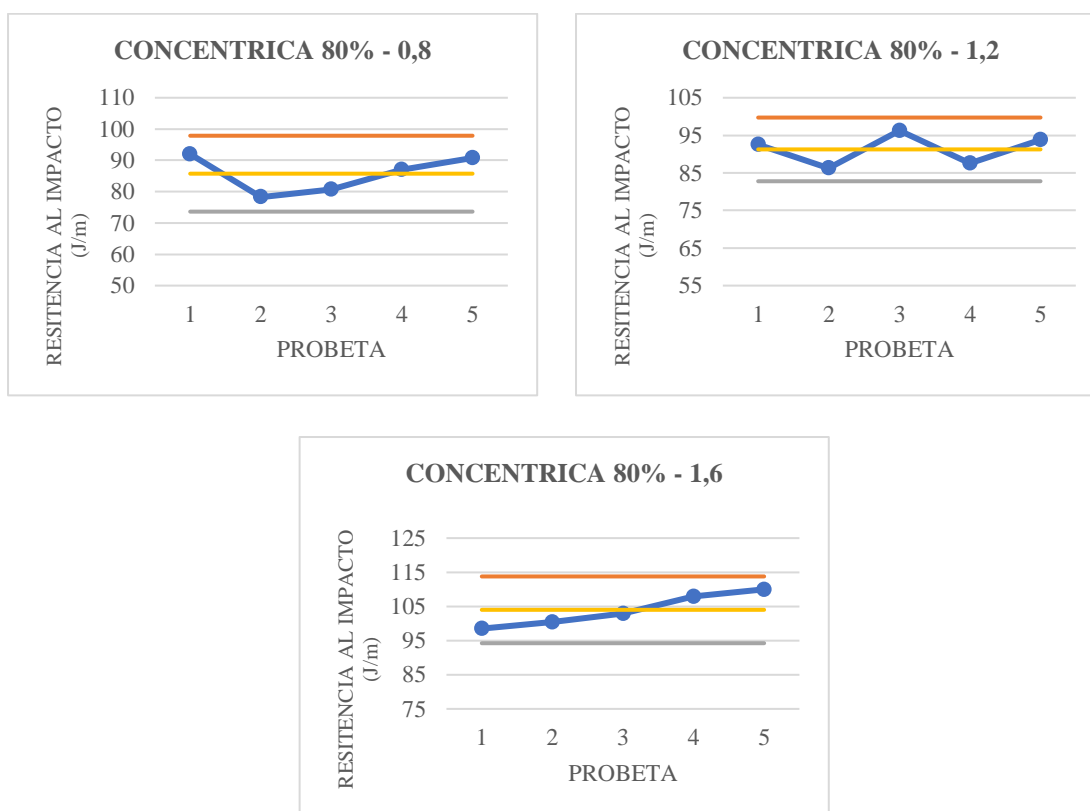 CONCENTRICA 80% - 0,8
RESITENCIA AL IMPACTO
(J/m)
110
100
90
80
70
60
50
1 2 3 4 5
PROBETA
CONCENTRICA 80% - 1,2
RESITENCIA AL IMPACTO
(J/m)
105
95
85
75
65
55
1 2 3 4 5
PROBETA
CONCENTRICA 80% - 1,6
RESITENCIA AL IMPACTO
(J/m)
125
115
105
95
85
75
1 2 3 4 5
PROBETA